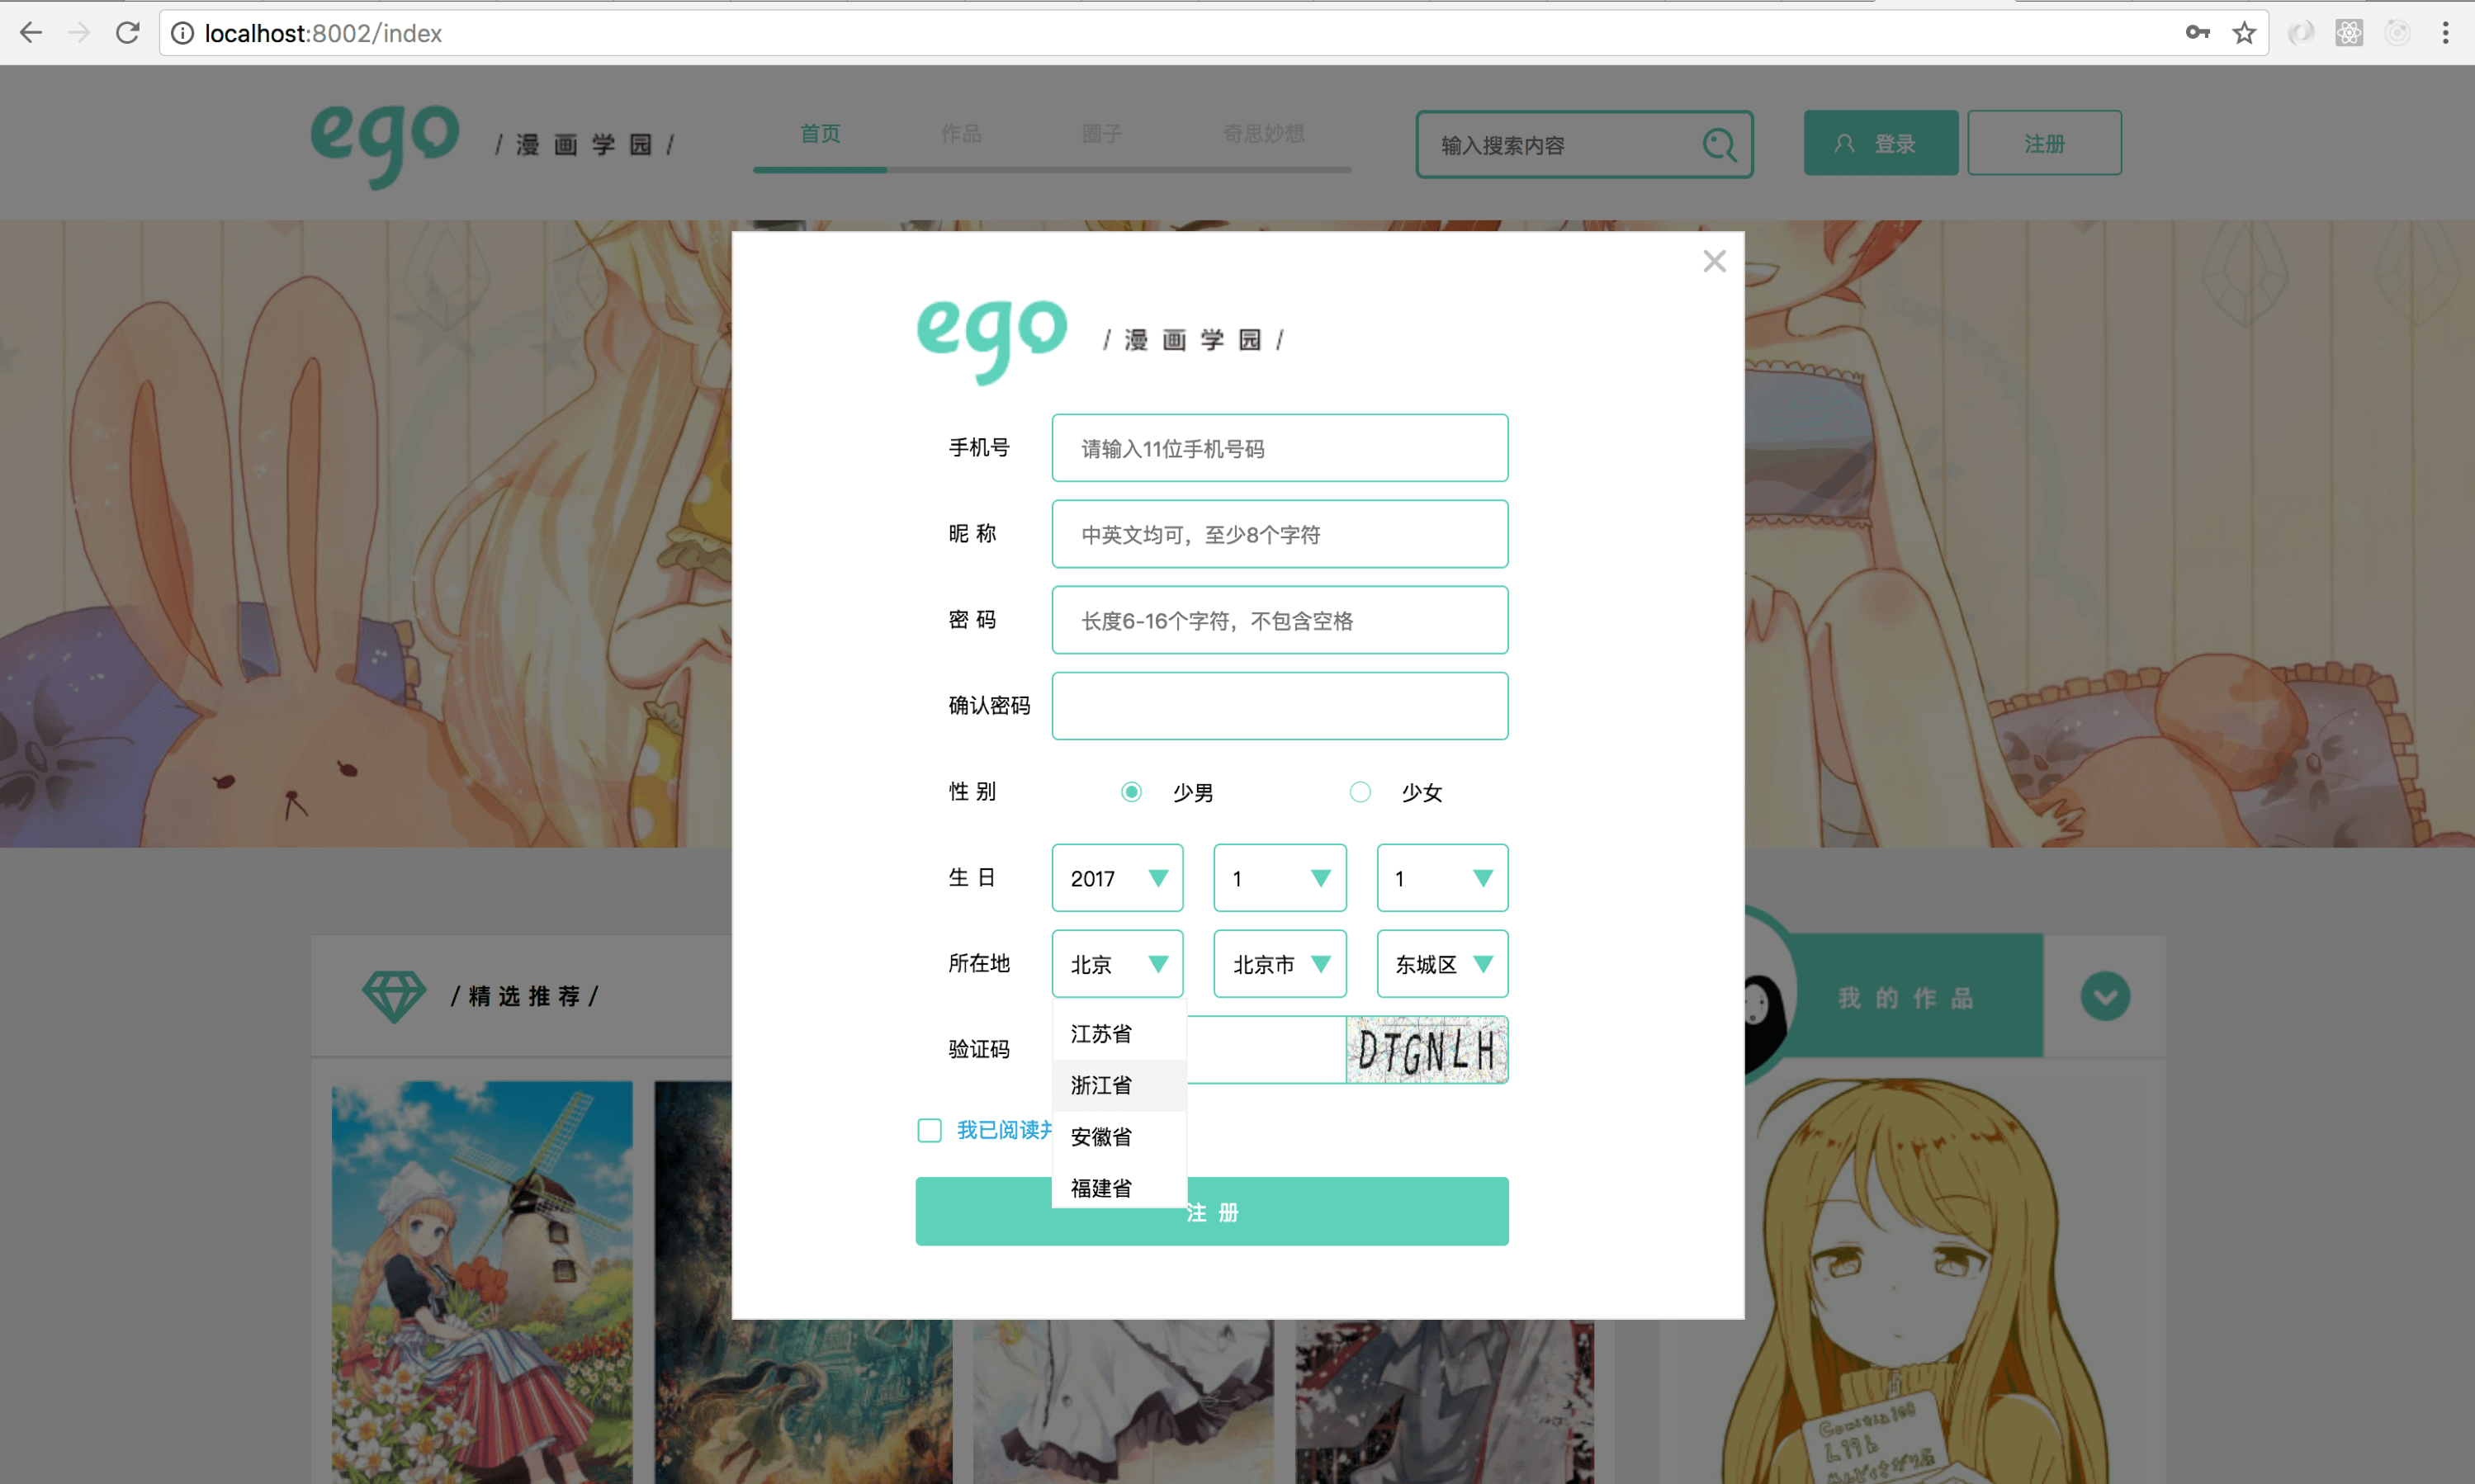 localhost:8002/index
ego / 漫画学园 /
首页 作品 圈子 奇思妙想
输入搜索内容
登录
注册
ego / 漫画学园 /
手机号 请输入11位手机号码
昵 称 中英文均可，至少8个字符
密 码 长度6-16个字符，不包含空格
确认密码
性 别 少男 少女
生 日 2017 1 1
所在地 北京 北京市 东城区
江苏省
验证码 DTGNLH
浙江省
我已阅读
安徽省
福建省
注 册
/ 精选推荐 /
我的作品
Comitia 100
L19b